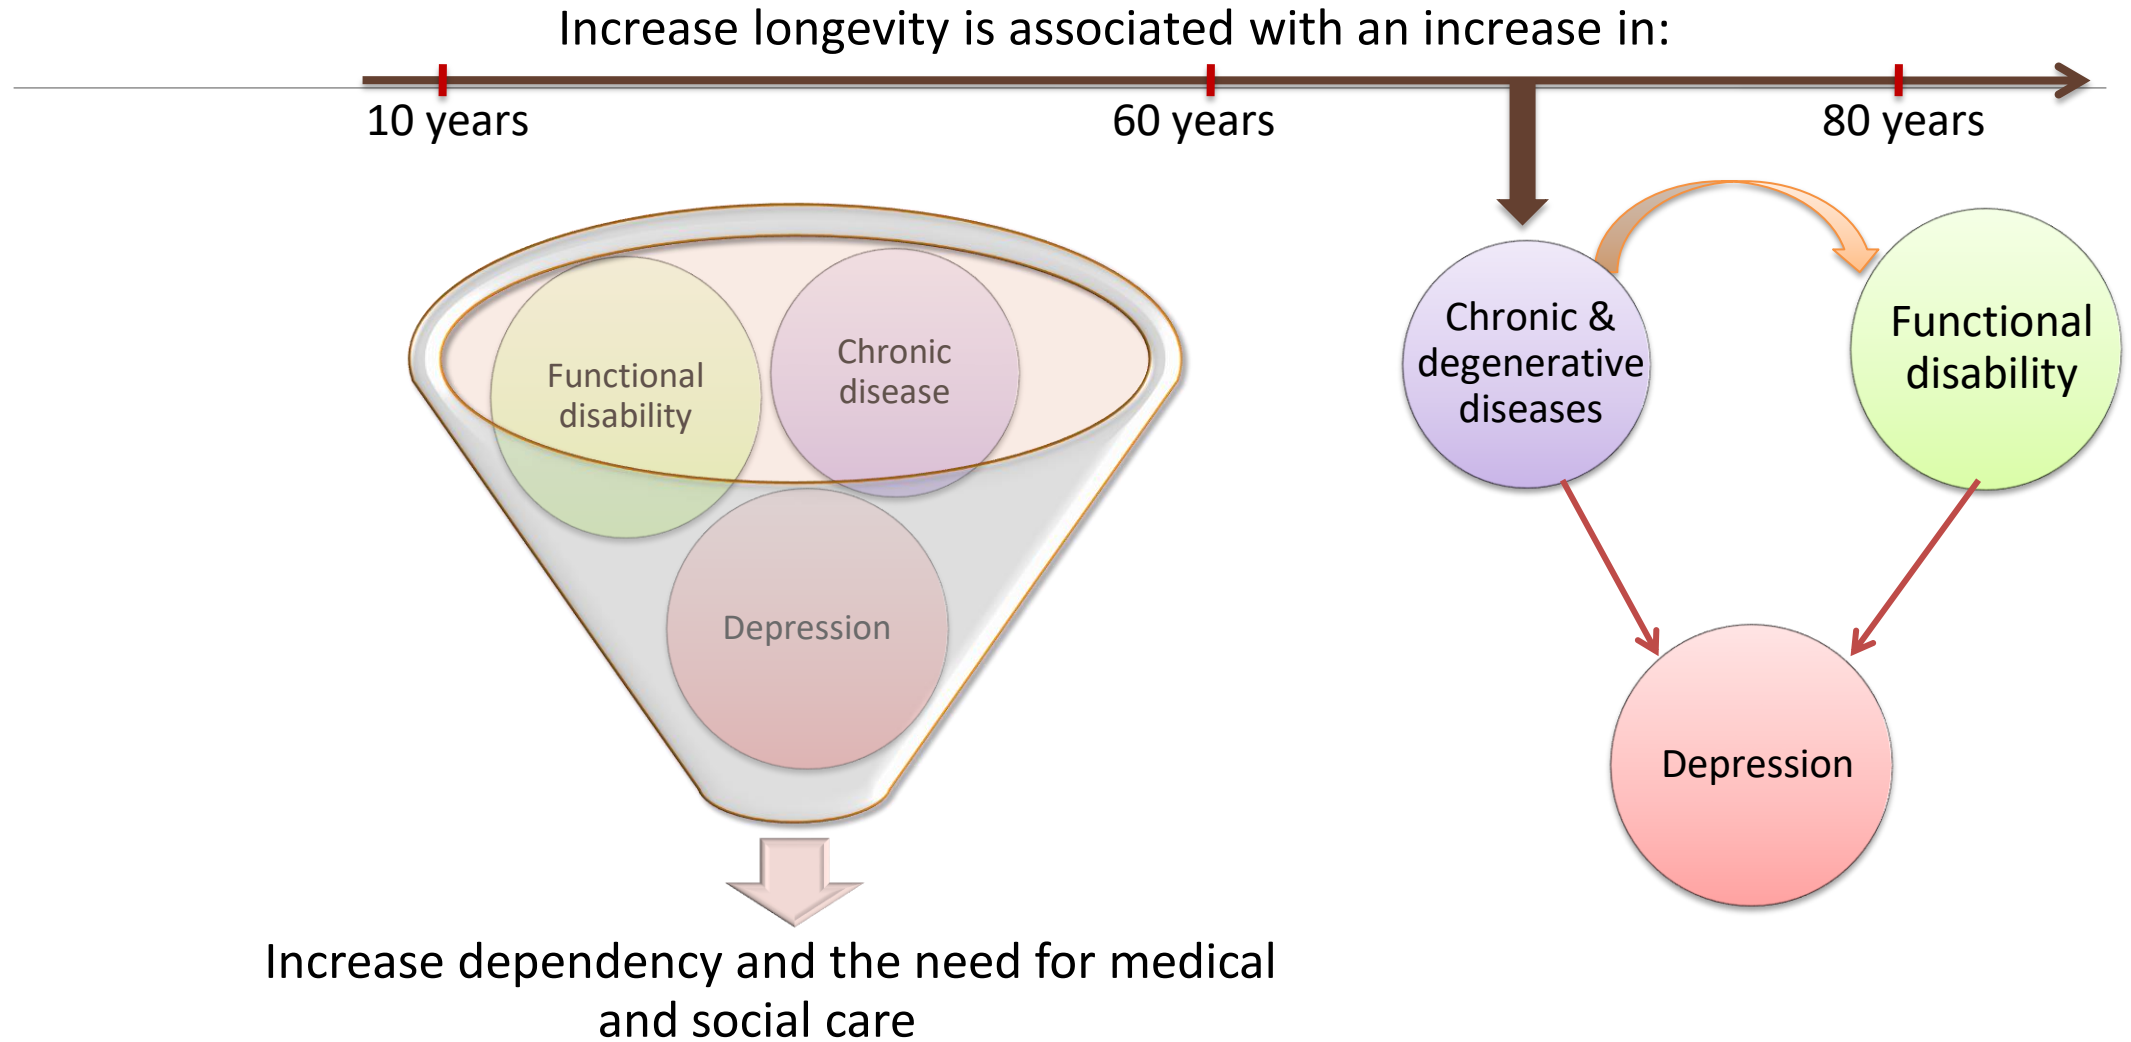 Increase longevity is associated with an increase in:
10 years
60 years
80 years
Functional
disability
Chronic
disease
Depression
Increase dependency and the need for medical
and social care
Chronic &
degenerative
diseases
Functional
disability
Depression